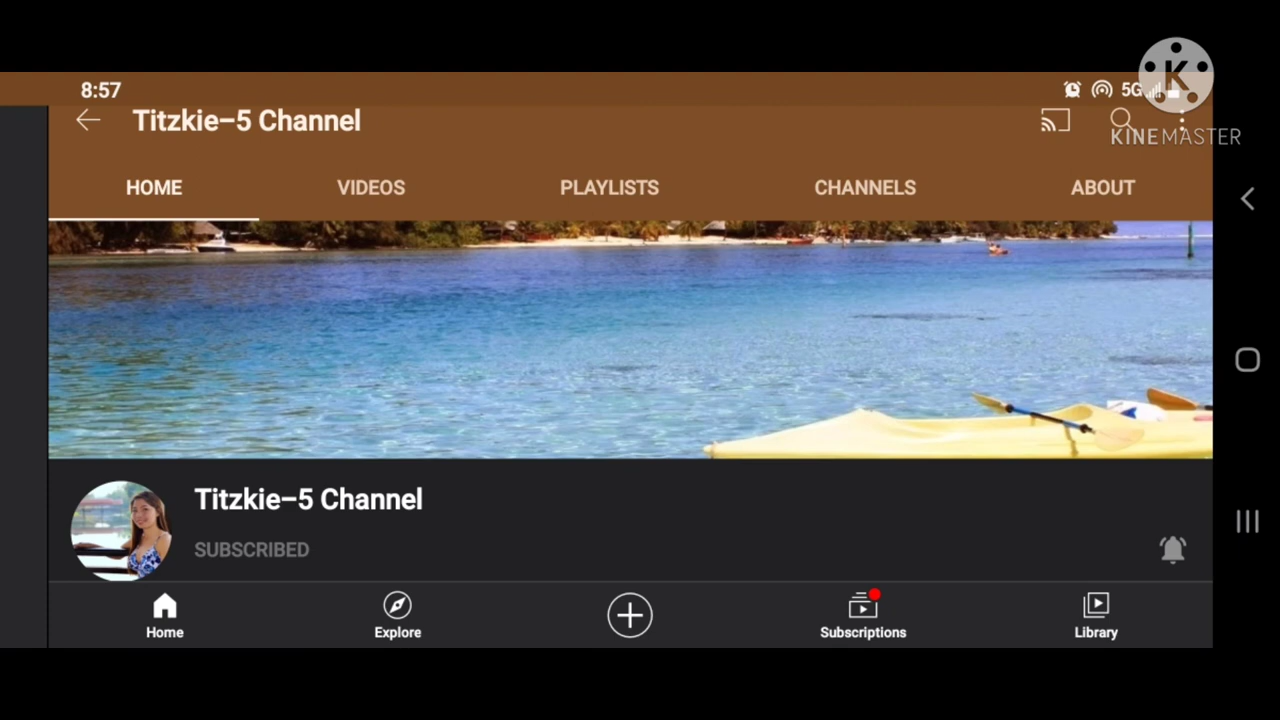 8:57
5G
Titzkie–5 Channel
KINEMASTER
HOME VIDEOS PLAYLISTS CHANNELS ABOUT
Titzkie–5 Channel
SUBSCRIBED
Home Explore Subscriptions Library